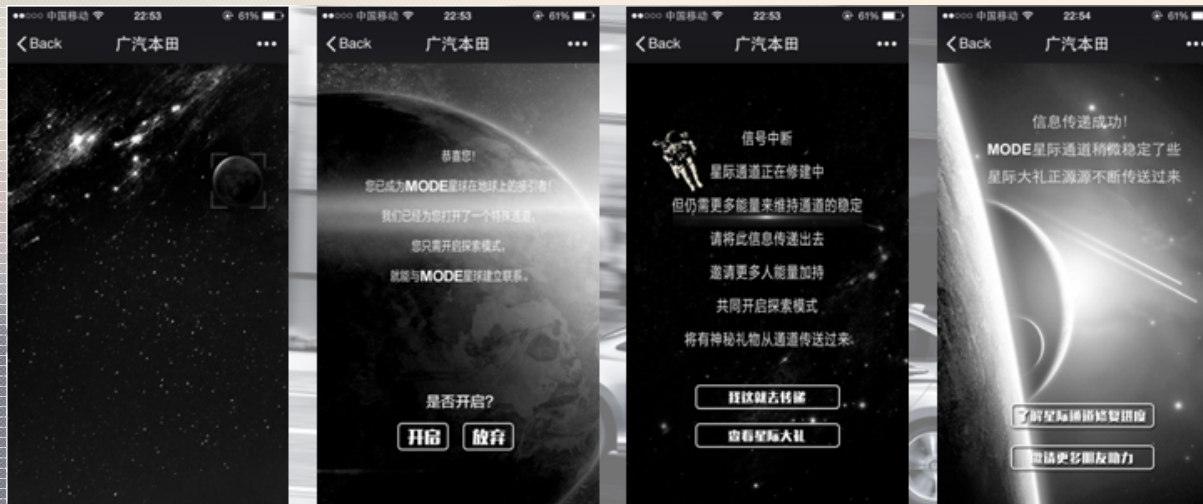 中国移动 22:53 61%
Back 广汽本田
中国移动 22:53 61%
Back 广汽本田
恭喜您!
您已成为MODE星球在地球上的接引者!
我们已经为您打开了一个特殊通道,
您只需开启探索模式,
就能与MODE星球建立联系。
是否开启?
开启 放弃
中国移动 22:53 61%
Back 广汽本田
信号中断
星际通道正在修建中
但仍需更多能量来维持通道的稳定
请将此信息传递出去
邀请更多人能量加持
共同开启探索模式
将有神秘礼物从通道传送过来
我这就去传递
查看星际大礼
中国移动 22:54 61%
Back 广汽本田
信息传递成功!
MODE星际通道稍微稳定了些
星际大礼正源源不断传送过来
了解星际通道修复进度
邀请更多朋友助力